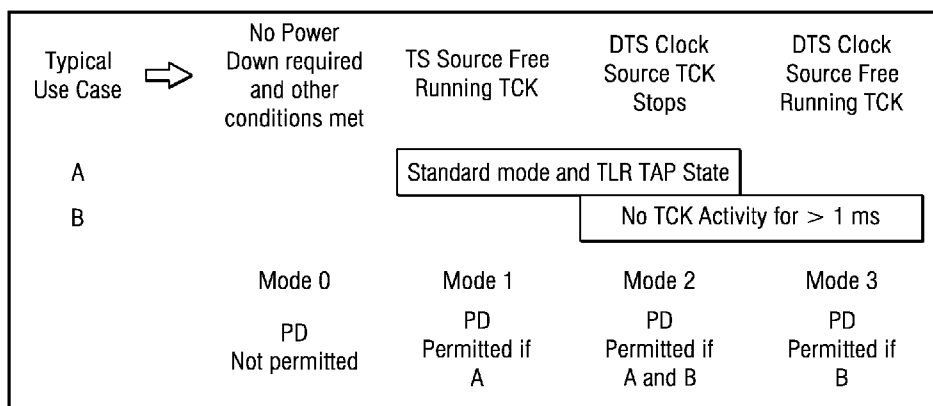 Typical
Use Case
No Power
Down required
and other
conditions met
TS Source Free
Running TCK
DTS Clock
Source TCK
Stops
DTS Clock
Source Free
Running TCK
A
Standard mode and TLR TAP State
B
No TCK Activity for > 1 ms
Mode 0
Mode 1
Mode 2
Mode 3
PD
Not permitted
PD
Permitted if
A
PD
Permitted if
A and B
PD
Permitted if
B